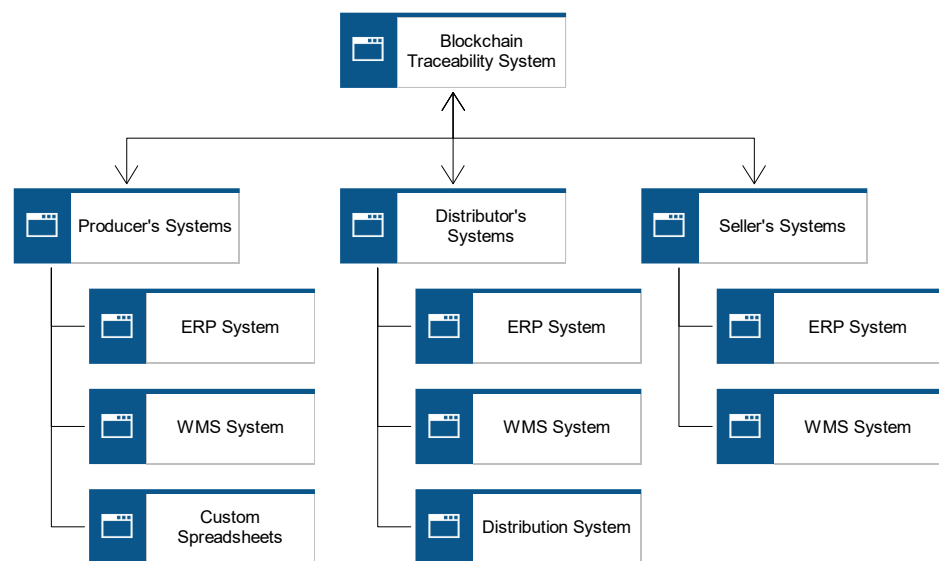 Blockchain
Traceability System
Producer's Systems
Distributor's
Systems
Seller's Systems
ERP System
ERP System
ERP System
WMS System
WMS System
WMS System
Custom
Spreadsheets
Distribution System